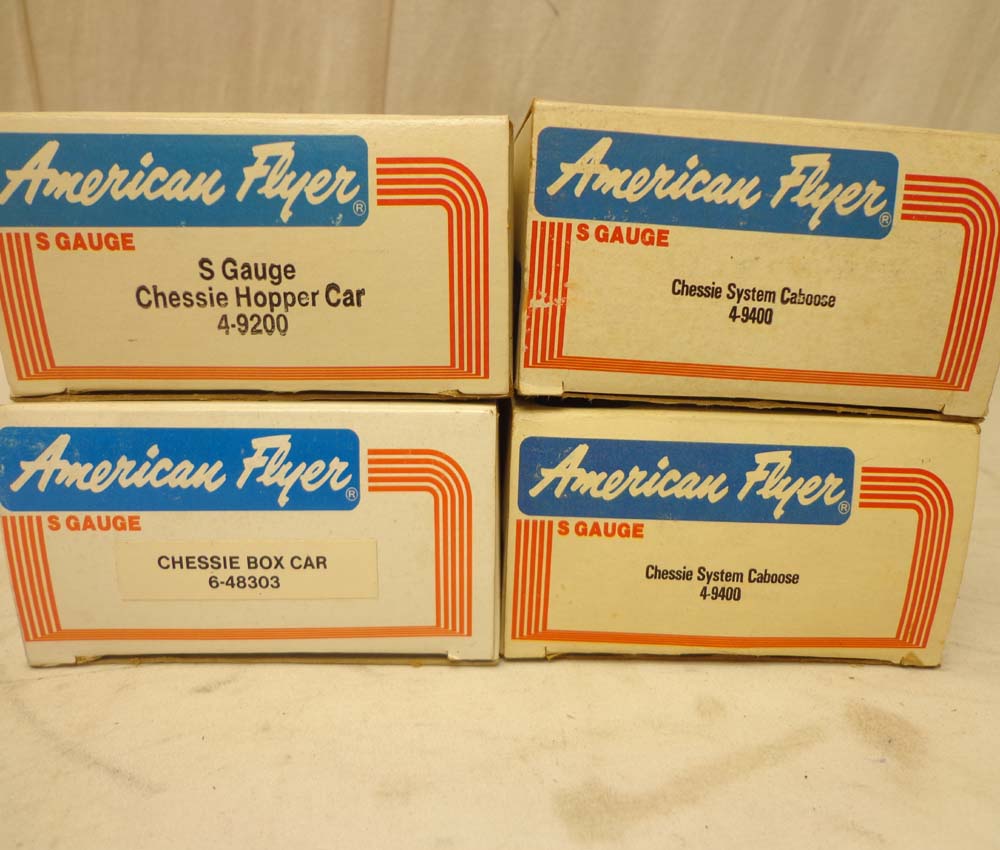 American Flyer®
S GAUGE
S Gauge
Chessie Hopper Car
4-9200
American Flyer®
S GAUGE
Chessie System Caboose
4-9400
American Flyer®
S GAUGE
CHESSIE BOX CAR
6-48303
American Flyer®
S GAUGE
Chessie System Caboose
4-9400